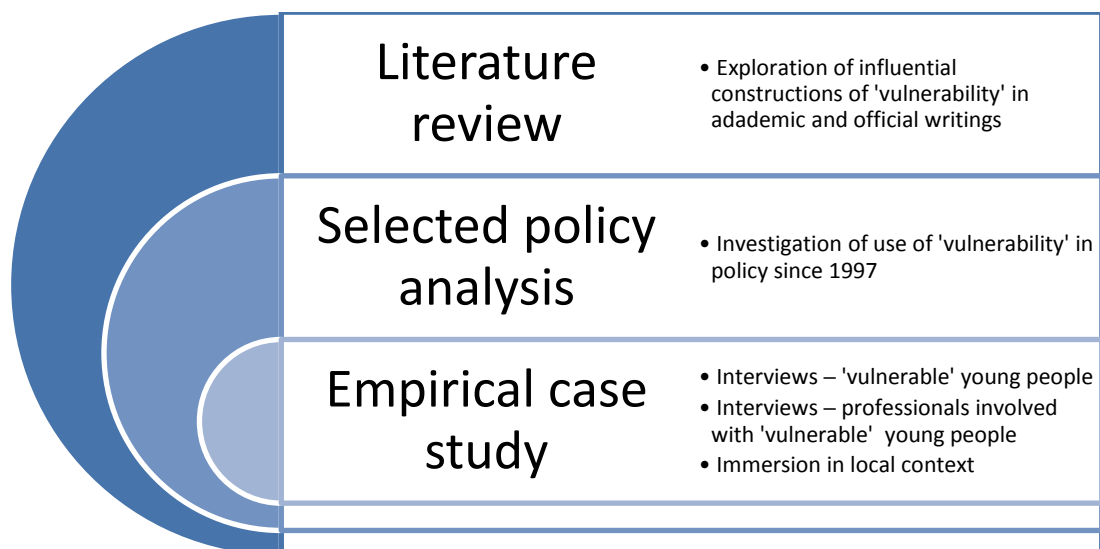 Literature
review
• Exploration of influential
constructions of 'vulnerability' in
adademic and official writings
Selected policy
analysis
• Investigation of use of 'vulnerability' in
policy since 1997
Empirical case
study
• Interviews – 'vulnerable' young people
• Interviews – professionals involved
with 'vulnerable'  young people
• Immersion in local context